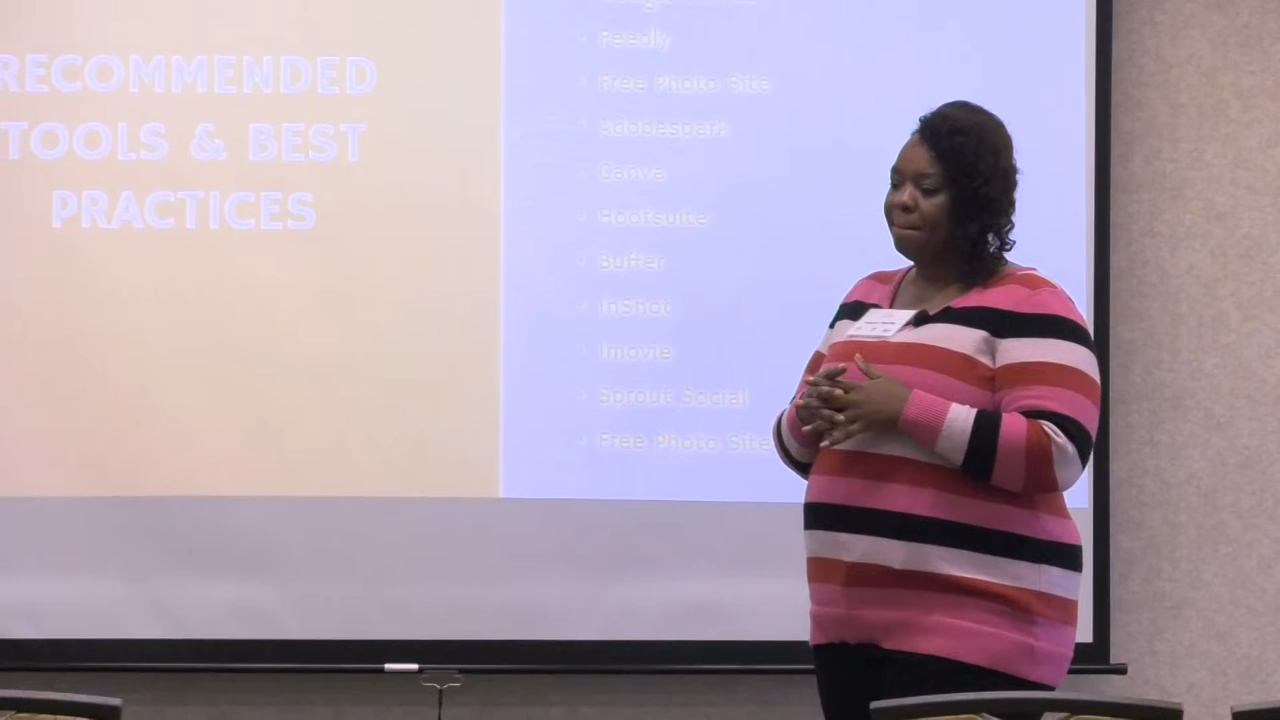 RECOMMENDED
TOOLS & BEST
PRACTICES
Feedly
Free Photo Site
Adobespark
Canva
Hootsuite
Buffer
InShot
Imovie
Sprout Social
Free Photo Site